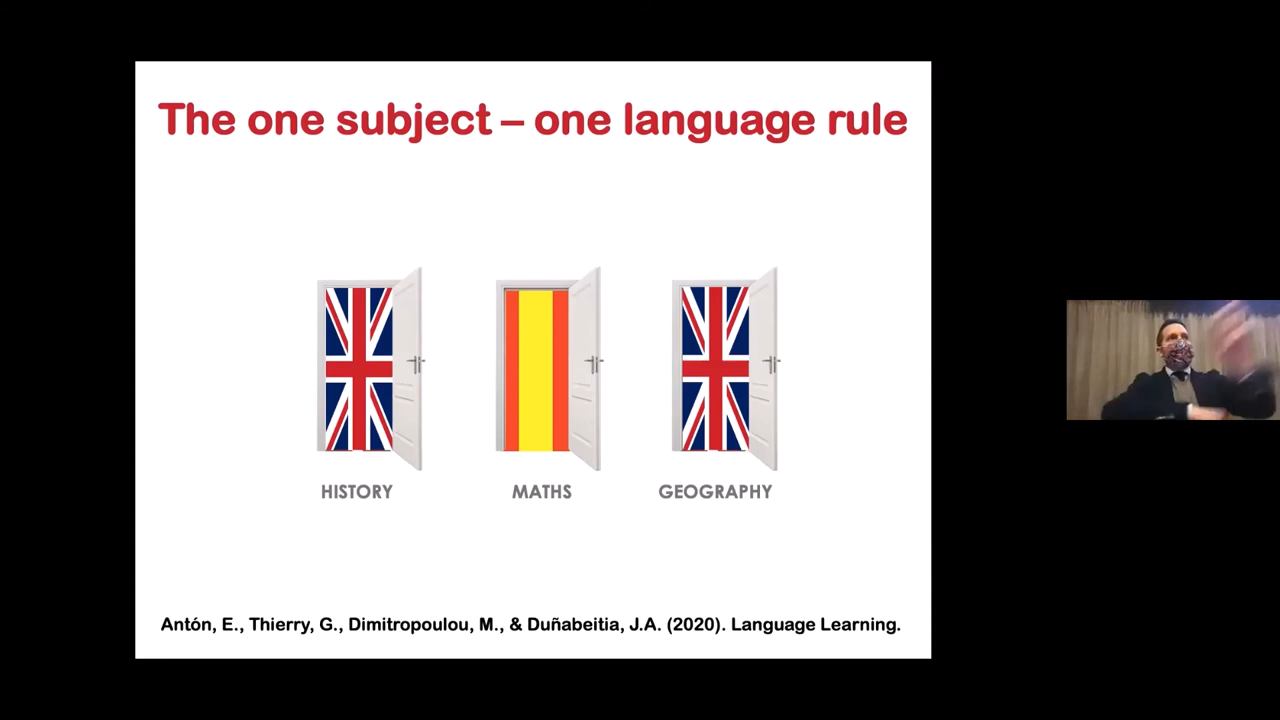 The one subject – one language rule
HISTORY MATHS GEOGRAPHY
Antón, E., Thierry, G., Dimitropoulou, M., & Duñabeitia, J.A. (2020). Language Learning.